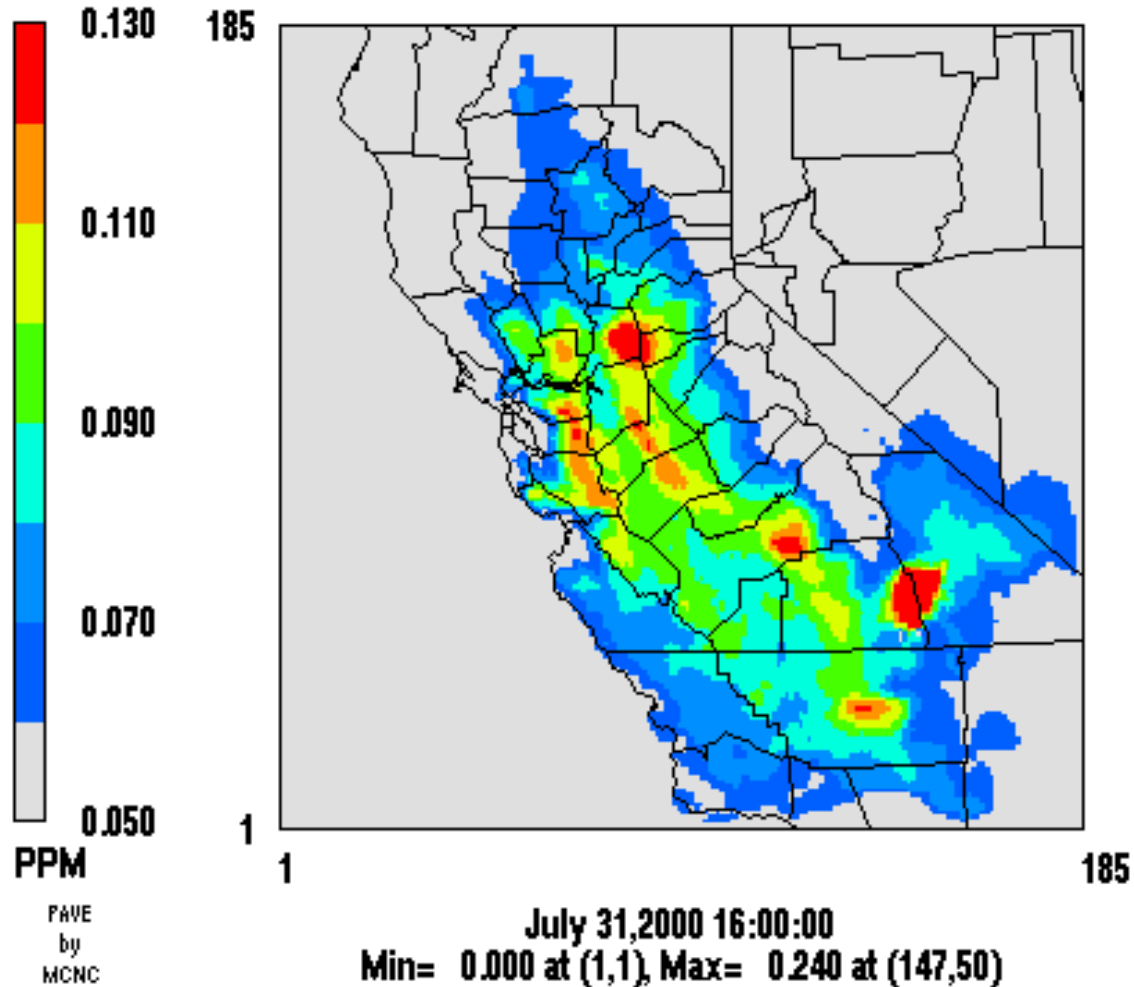 0.130
0.110
0.090
0.070
0.050
PPM
PAVE
by
MCNC
185
1
1
185
July 31,2000 16:00:00
Min= 0.000 at (1,1), Max= 0.240 at (147,50)